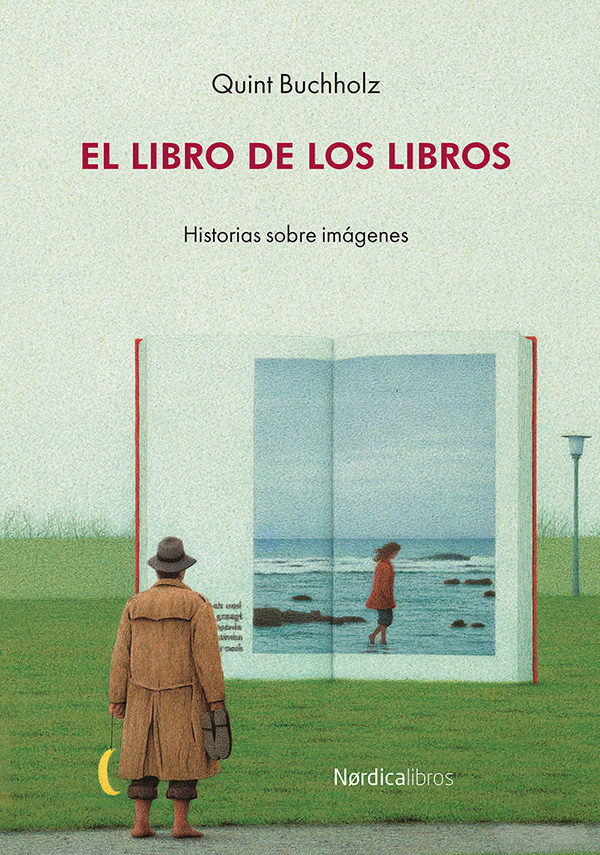 Quint Buchholz
EL LIBRO DE LOS LIBROS
Historias sobre imágenes
Nørdicalibros